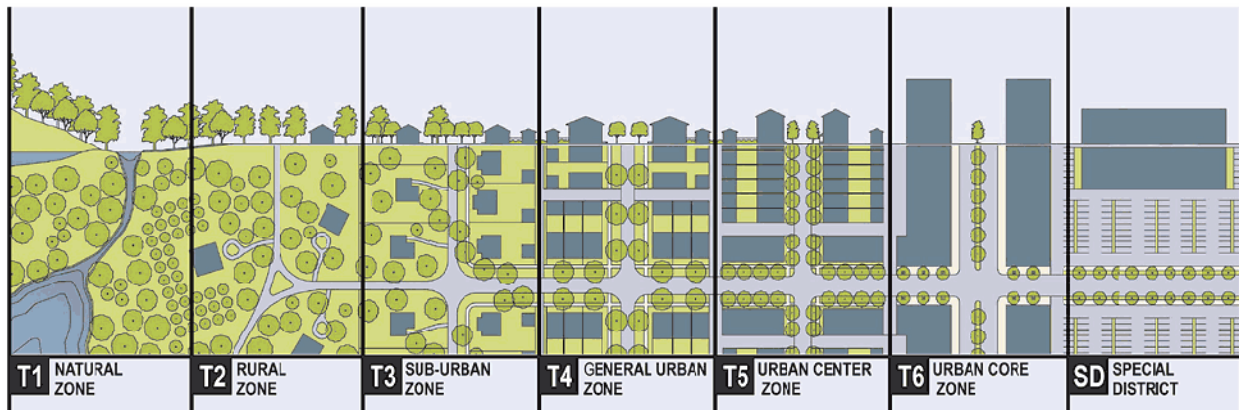 T1 NATURAL
ZONE
T2 RURAL
ZONE
T3 SUB-URBAN
ZONE
T4 GENERAL URBAN
ZONE
T5 URBAN CENTER
ZONE
T6 URBAN CORE
ZONE
SD SPECIAL
DISTRICT